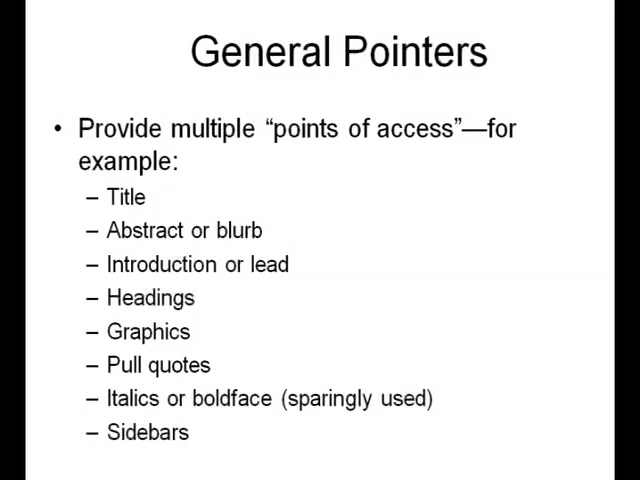 General Pointers
• Provide multiple “points of access”—for
example:
– Title
– Abstract or blurb
– Introduction or lead
– Headings
– Graphics
– Pull quotes
– Italics or boldface (sparingly used)
– Sidebars